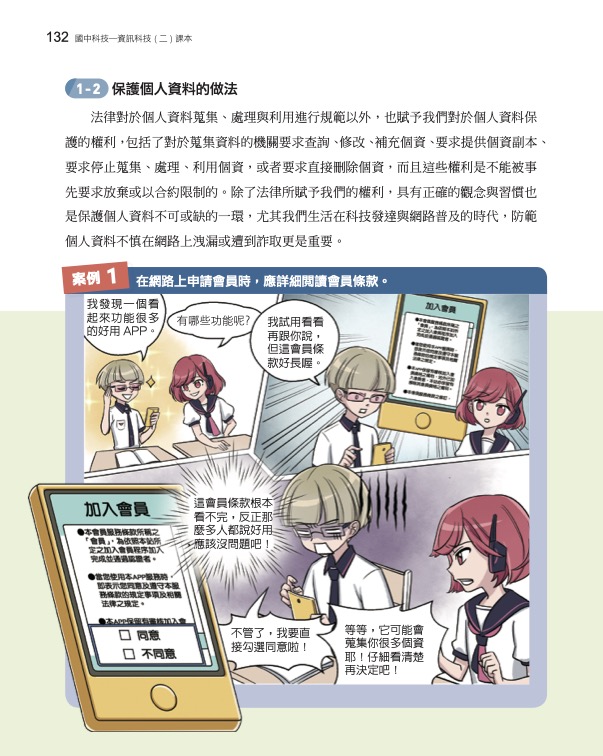 132 國中科技—資訊科技(二)課本
1-2 保護個人資料的做法
法律對於個人資料蒐集、處理與利用進行規範以外，也賦予我們對於個人資料保
護的權利，包括了對於蒐集資料的機關要求查詢、修改、補充個資、要求提供個資副本、
要求停止蒐集、處理、利用個資，或者要求直接刪除個資，而且這些權利是不能被事
先要求放棄或以合約限制的。除了法律所賦予我們的權利，具有正確的觀念與習慣也
是保護個人資料不可或缺的一環，尤其我們生活在科技發達與網路普及的時代，防範
個人資料不慎在網路上洩漏或遭到詐取更是重要。
案例 1 在網路上申請會員時，應詳細閱讀會員條款。
我發現一個看
起來功能很多
的好用 APP。
有哪些功能呢?
我試用看看
再跟你說，
但這會員條
款好長喔。
加入會員
這會員條款根本
看不完，反正那
麼多人都說好用
應該沒問題吧！
加入會員
●本會員服務條款所稱之
「會員」，為依照本站所
定之加入會員程序加入
完成並通過認證者。
●當您使用本APP服務時，
即表示您同意及遵守本服
務條款的規定事項及相關
法律之規定。
●本APP保留有審核加入會
□ 同意
□ 不同意
不管了，我要直
接勾選同意啦！
等等，它可能會
蒐集你很多個資
耶！仔細看清楚
再決定吧！